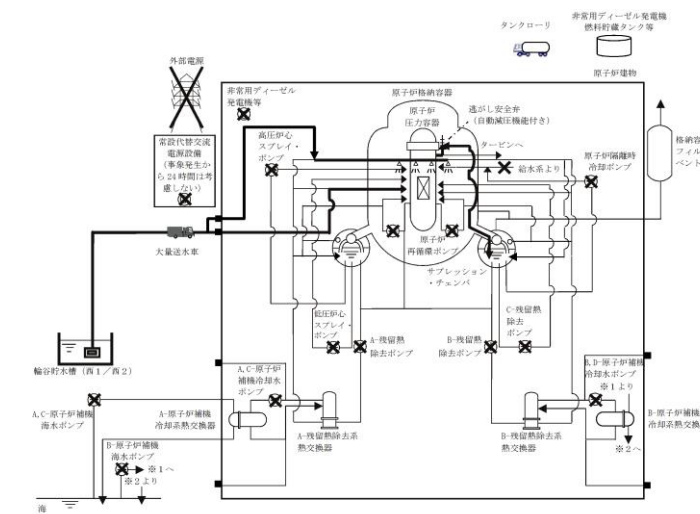 タンクローリ
非常用ディーゼル発電機
燃料貯蔵タンク等
原子炉建物
外部電源
非常用ディーゼル
発電機等
原子炉格納容器
原子炉
圧力容器
逃がし安全弁
(自動減圧機能付き)
高圧炉心
スプレイ・
ポンプ
タービンへ
給水系より
原子炉隔離時
冷却ポンプ
格納容
フィル
ベント
常設代替交流
電源設備
(事象発生か
ら24時間は考
慮しない)
大量送水車
原子炉
再循環ポンプ
サプレッション
・チェンバ
低圧炉心
スプレイ・
ポンプ
A-残留熱
除去ポンプ
B-残留熱
除去ポンプ
C-残留熱
除去
ポンプ
輪谷貯水槽(西1/西2)
A,C-原子炉
補機冷却水
ポンプ
B,D-原子炉補機
冷却水ポンプ
※1より
A,C-原子炉補機
海水ポンプ
A-原子炉補機
冷却系熱交換器
B-原子炉補機
冷却系熱交換
B-原子炉補機
海水ポンプ
※1へ
※2より
A-残留熱除去系
熱交換器
B-残留熱除去系
熱交換器
※2へ
海